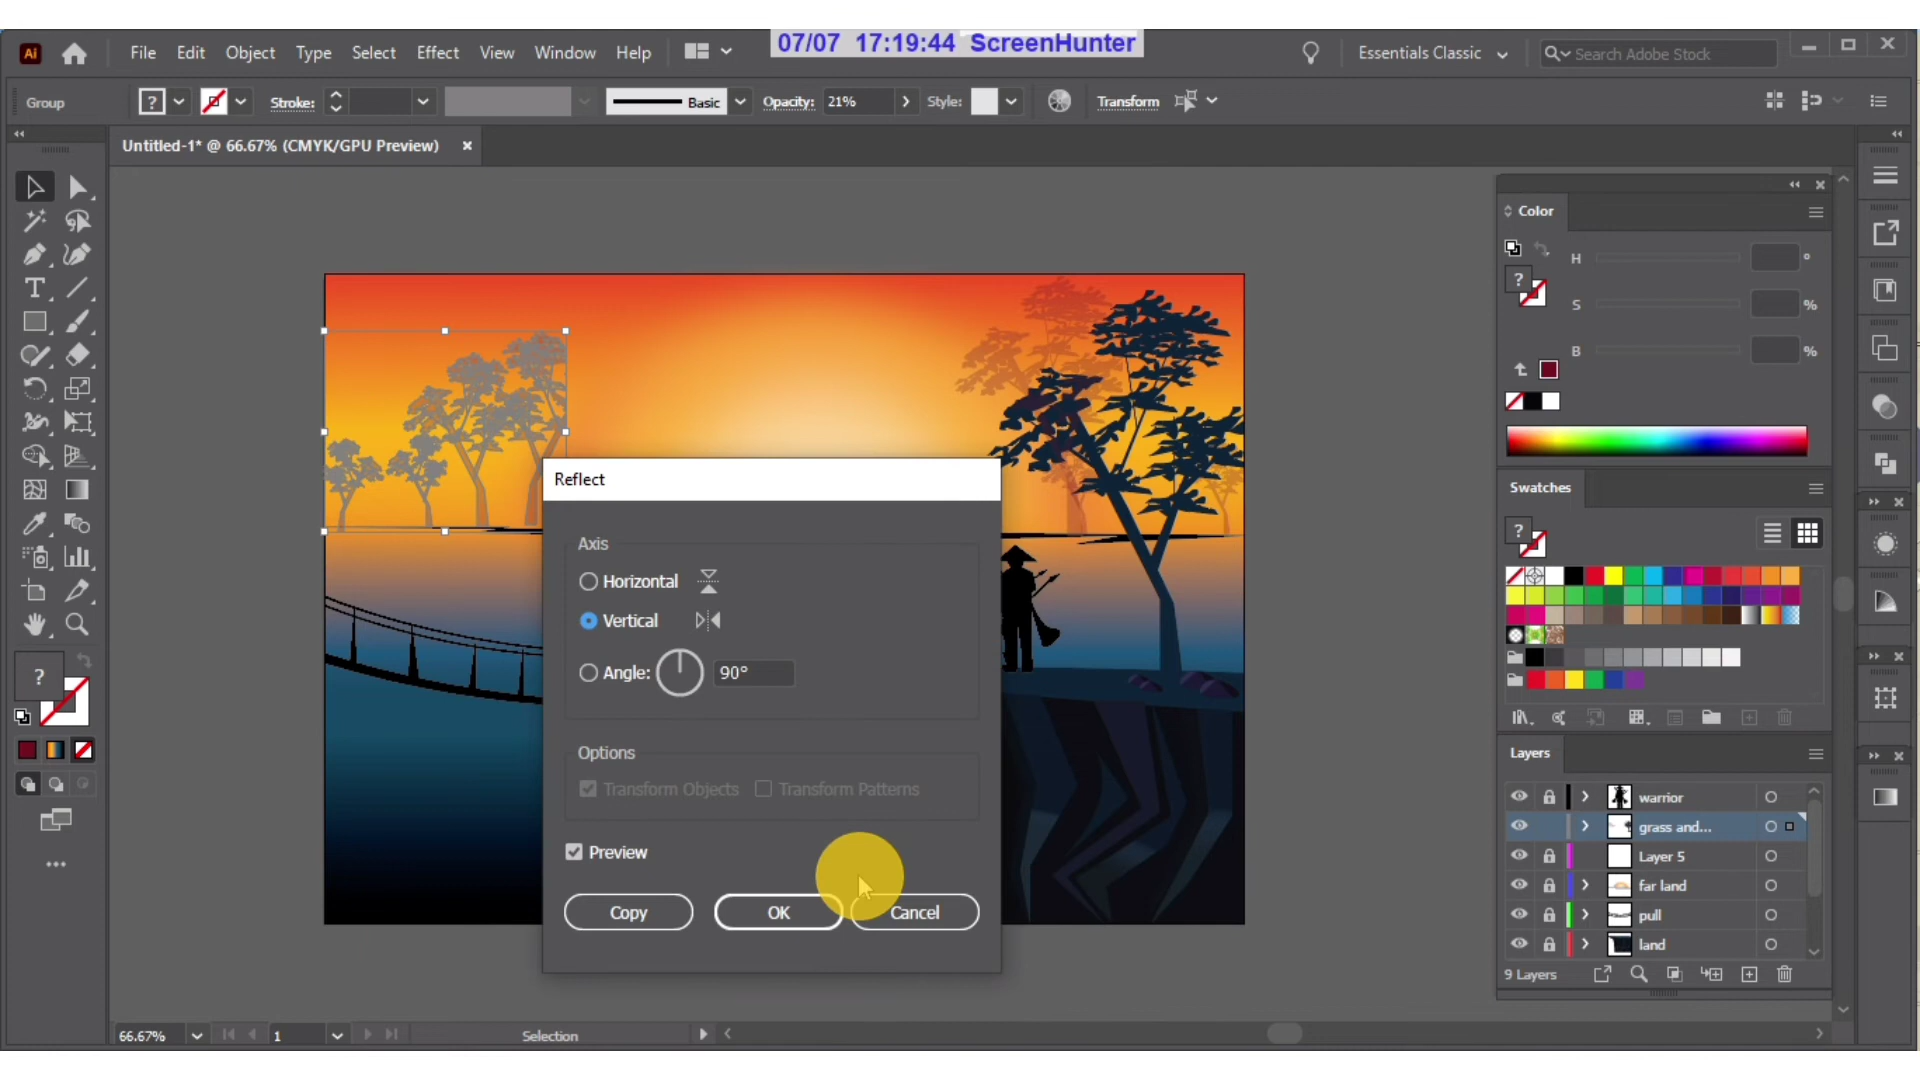 07/07 17:19:44 ScreenHunter
Ai File Edit Object Type Select Effect View Window Help Essentials Classic Search Adobe Stock
Group ? Stroke: Basic Opacity: 21% Style: Transform
Untitled-1* @ 66.67% (CMYK/GPU Preview)
Color
H °
?
S %
B %
Swatches
?
Reflect
Axis
Horizontal
Vertical
Angle: 90°
Options
Transform Objects Transform Patterns
Preview
Copy OK Cancel
?
Layers
warrior
grass and...
Layer 5
far land
pull
land
9 Layers
66.67% 1 Selection